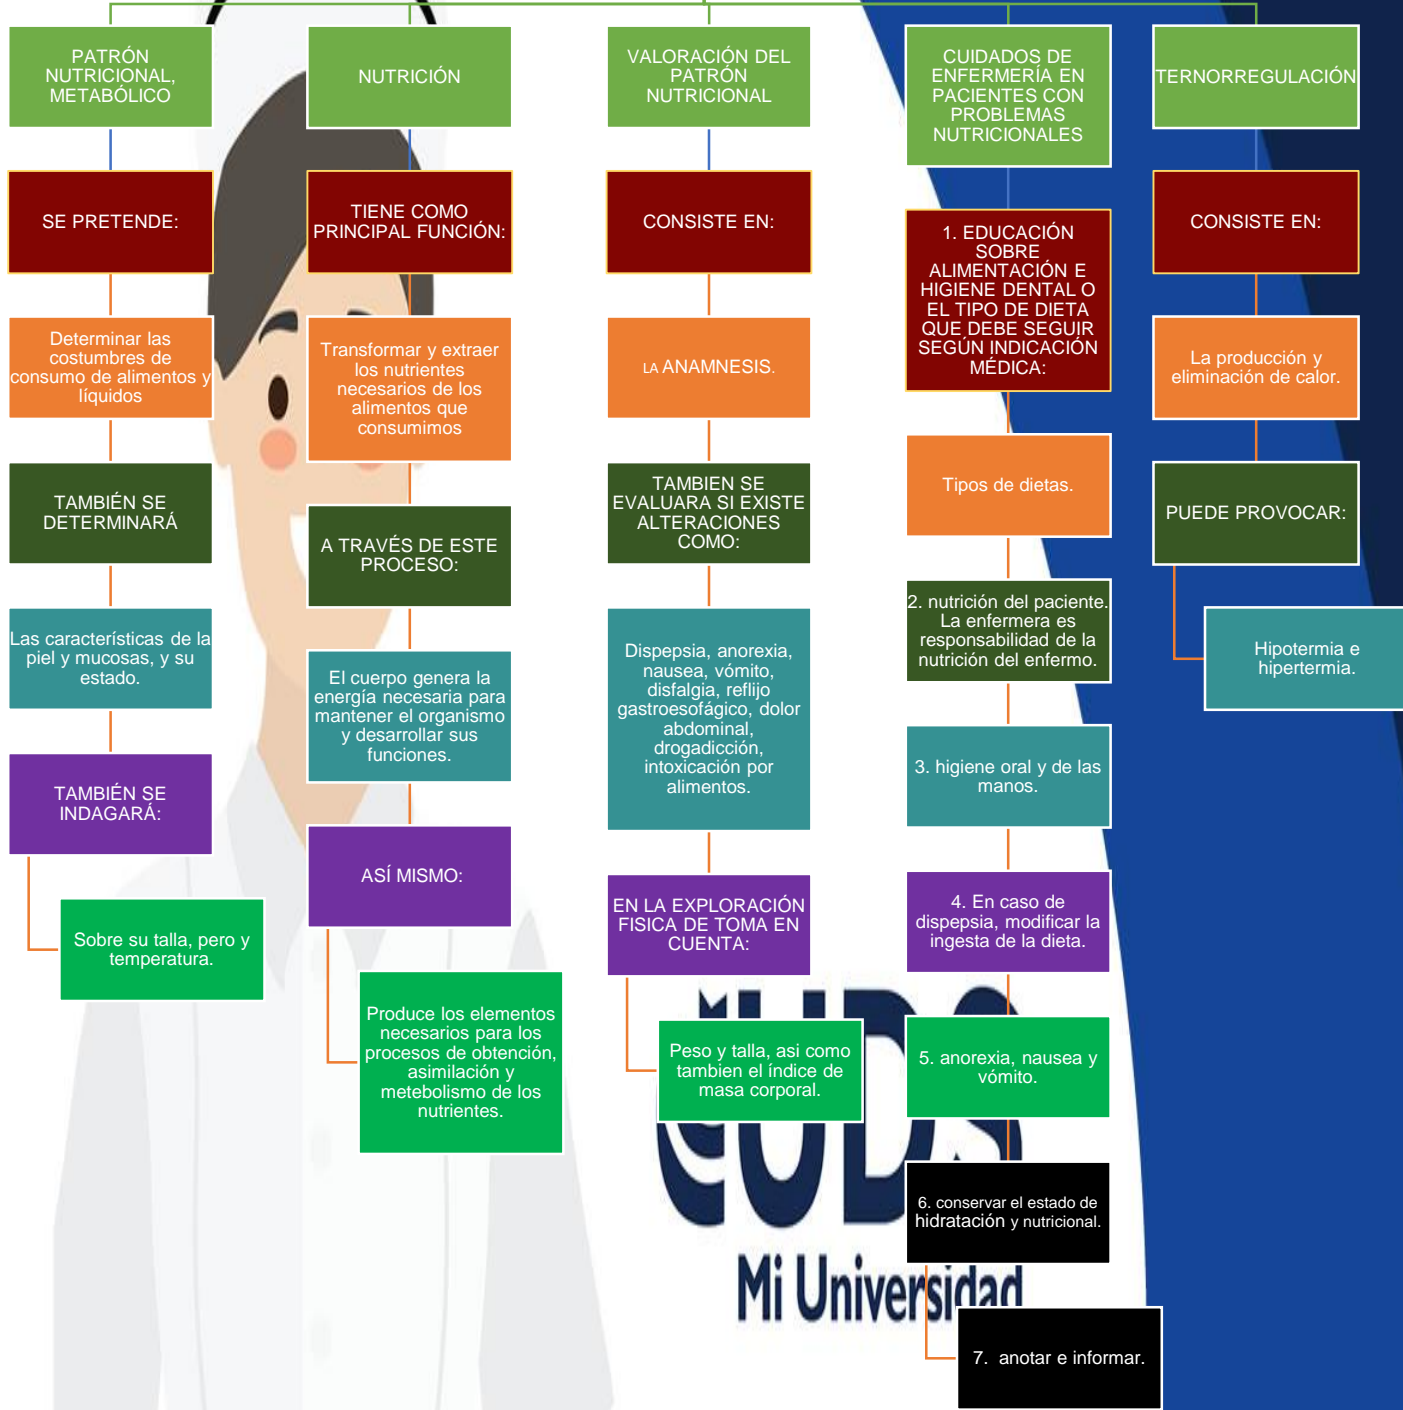 PATRÓN
NUTRICIONAL,
METABÓLICO
SE PRETENDE:
Determinar las
costumbres de
consumo de alimentos y
líquidos
TAMBIÉN SE
DETERMINARÁ
Las características de la
piel y mucosas, y su
estado.
TAMBIÉN SE
INDAGARÁ:
Sobre su talla, pero y
temperatura.
NUTRICIÓN
TIENE COMO
PRINCIPAL FUNCIÓN:
Transformar y extraer
los nutrientes
necesarios de los
alimentos que
consumimos
A TRAVÉS DE ESTE
PROCESO:
El cuerpo genera la
energía necesaria para
mantener el organismo
y desarrollar sus
funciones.
ASÍ MISMO:
Produce los elementos
necesarios para los
procesos de obtención,
asimilación y
metebolismo de los
nutrientes.
VALORACIÓN DEL
PATRÓN
NUTRICIONAL
CONSISTE EN:
LA ANAMNESIS.
TAMBIEN SE
EVALUARA SI EXISTE
ALTERACIONES
COMO:
Dispepsia, anorexia,
nausea, vómito,
disfalgia, reflijo
gastroesofágico, dolor
abdominal,
drogadicción,
intoxicación por
alimentos.
EN LA EXPLORACIÓN
FISICA DE TOMA EN
CUENTA:
Peso y talla, asi como
tambien el índice de
masa corporal.
CUIDADOS DE
ENFERMERÍA EN
PACIENTES CON
PROBLEMAS
NUTRICIONALES
1. EDUCACIÓN
SOBRE
ALIMENTACIÓN E
HIGIENE DENTAL O
EL TIPO DE DIETA
QUE DEBE SEGUIR
SEGÚN INDICACIÓN
MÉDICA:
Tipos de dietas.
2. nutrición del paciente.
La enfermera es
responsabilidad de la
nutrición del enfermo.
3. higiene oral y de las
manos.
4. En caso de
dispepsia, modificar la
ingesta de la dieta.
5. anorexia, nausea y
vómito.
6. conservar el estado de
hidratación y nutricional.
7. anotar e informar.
TERNORREGULACIÓN
CONSISTE EN:
La producción y
eliminación de calor.
PUEDE PROVOCAR:
Hipotermia e
hipertermia.
UDS
Mi Universidad